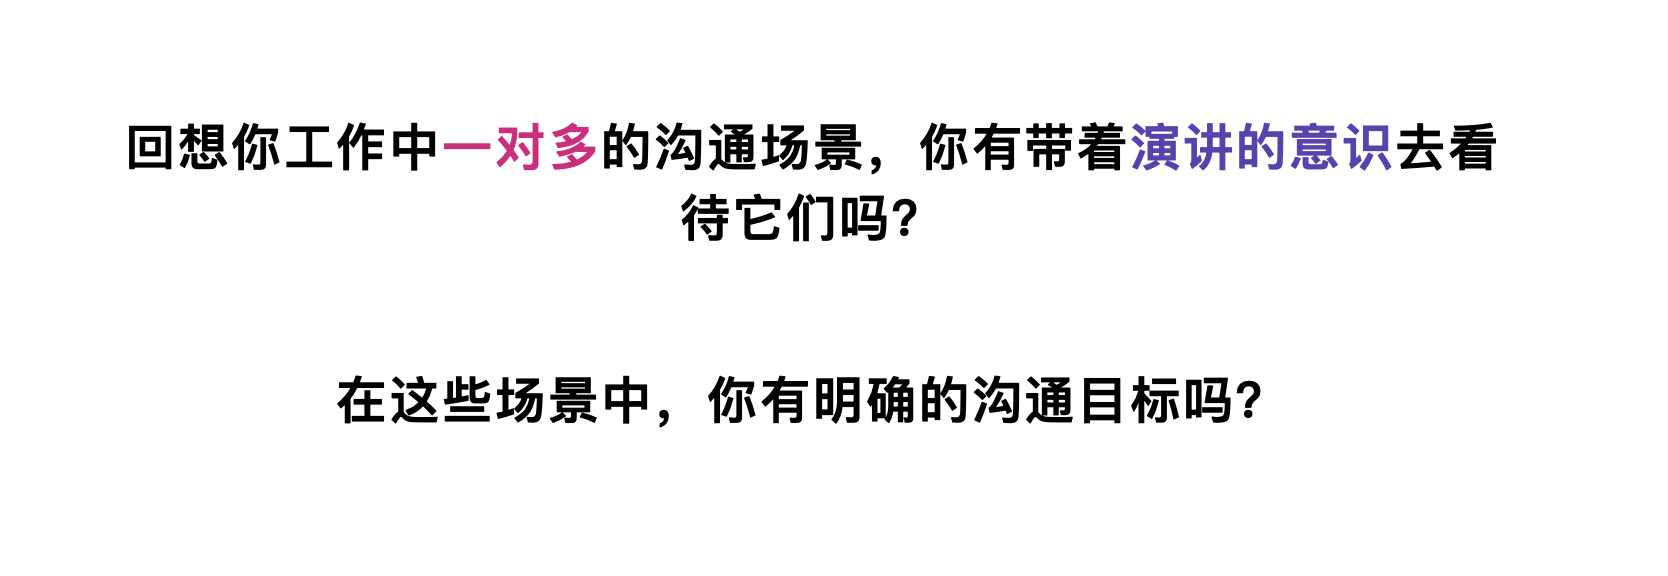 回想你工作中一对多的沟通场景，你有带着演讲的意识去看
待它们吗？
在这些场景中，你有明确的沟通目标吗？